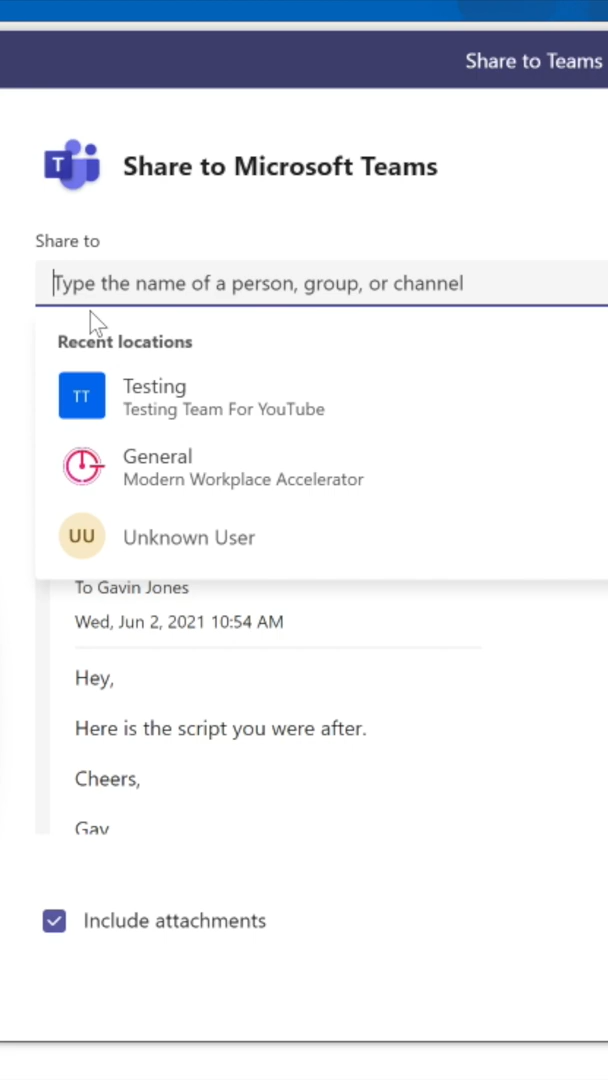 Share to Teams
T
Share to Microsoft Teams
Share to
Type the name of a person, group, or channel
Recent locations
TT
Testing
Testing Team For YouTube
General
Modern Workplace Accelerator
UU
Unknown User
To Gavin Jones
Wed, Jun 2, 2021 10:54 AM
Hey,
Here is the script you were after.
Cheers,
Gav
Include attachments